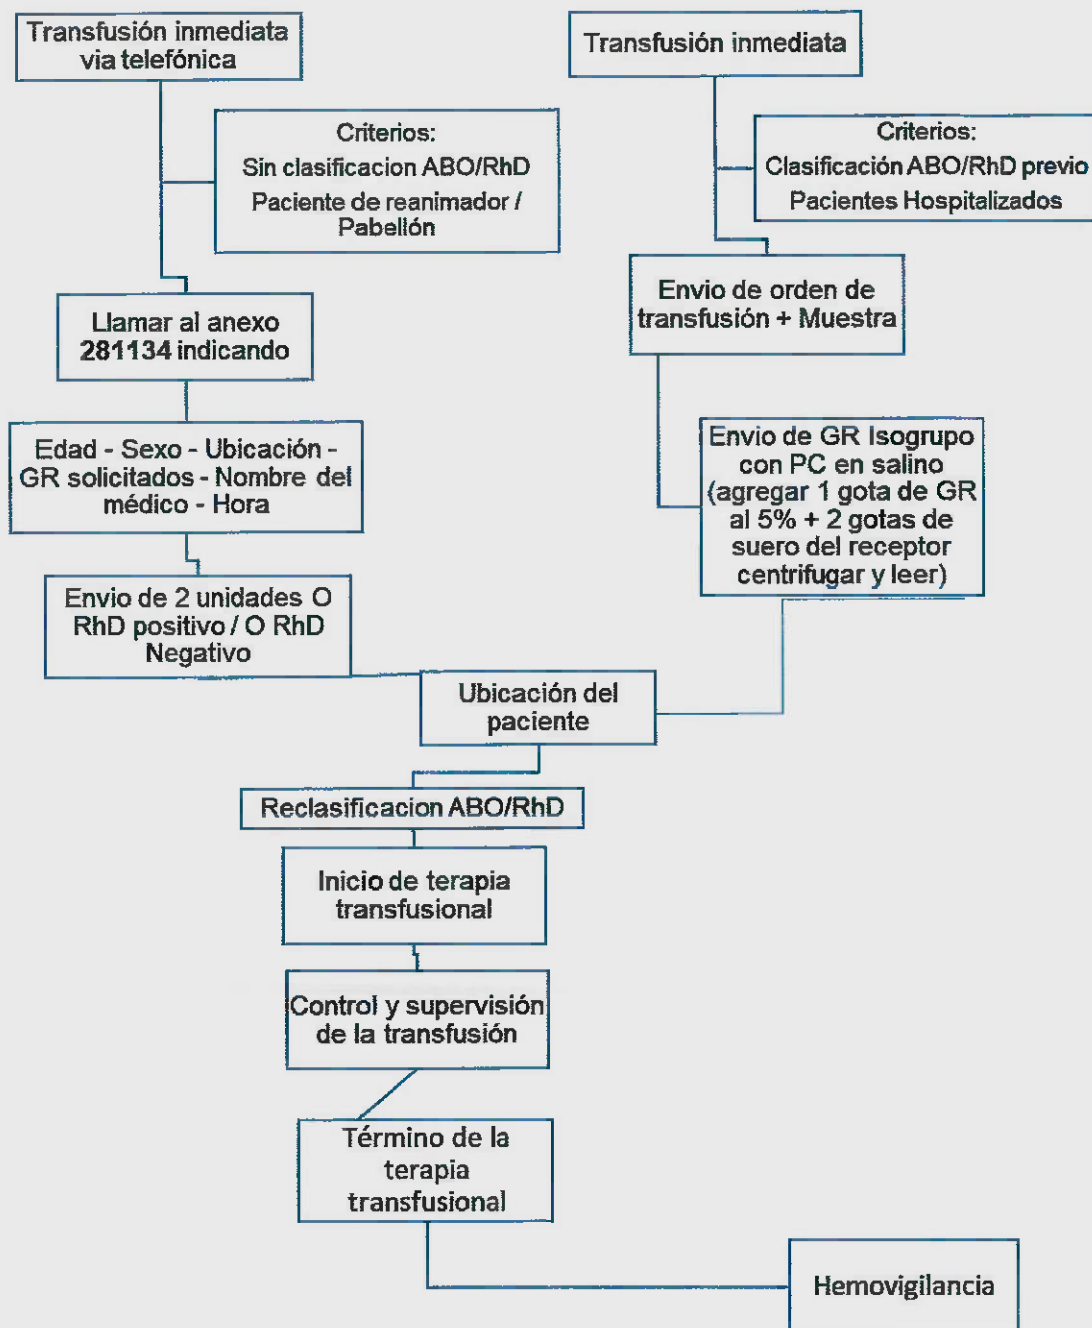 Transfusión inmediata
via telefónica
Criterios:
Sin clasificacion ABO/RhD
Paciente de reanimador /
Pabellón
Llamar al anexo
281134 indicando
Edad - Sexo - Ubicación -
GR solicitados - Nombre del
médico - Hora
Envio de 2 unidades O
RhD positivo / O RhD
Negativo
Transfusión inmediata
Criterios:
Clasificación ABO/RhD previo
Pacientes Hospitalizados
Envio de orden de
transfusión + Muestra
Envio de GR Isogrupo
con PC en salino
(agregar 1 gota de GR
al 5% + 2 gotas de
suero del receptor
centrifugar y leer)
Ubicación del
paciente
Reclasificacion ABO/RhD
Inicio de terapia
transfusional
Control y supervisión
de la transfusión
Término de la
terapia
transfusional
Hemovigilancia